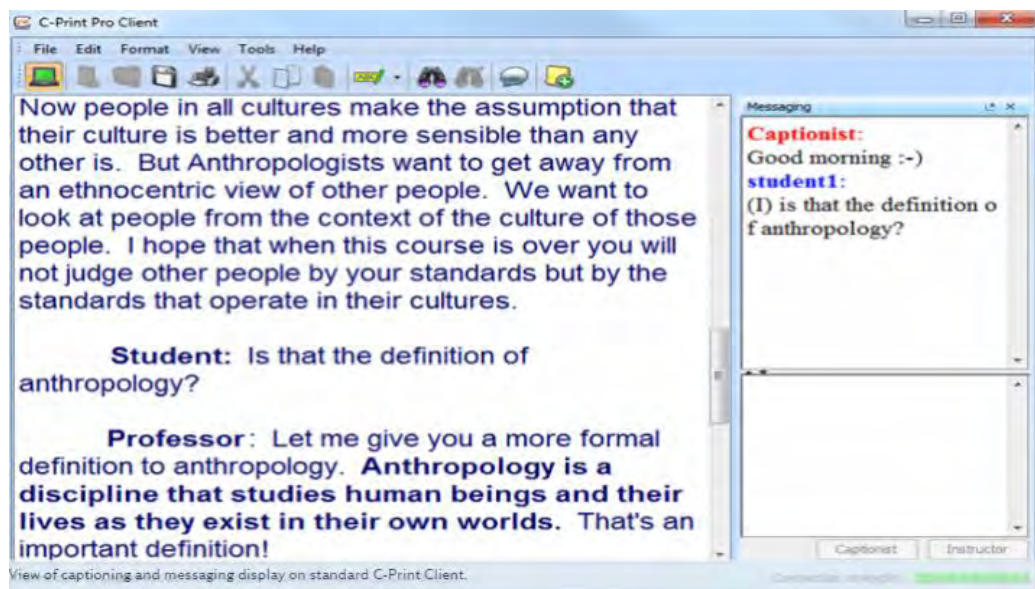 C-Print Pro Client
File Edit Format View Tools Help
Now people in all cultures make the assumption that
their culture is better and more sensible than any
other is. But Anthropologists want to get away from
an ethnocentric view of other people. We want to
look at people from the context of the culture of those
people. I hope that when this course is over you will
not judge other people by your standards but by the
standards that operate in their cultures.
Student: Is that the definition of
anthropology?
Professor: Let me give you a more formal
definition to anthropology. Anthropology is a
discipline that studies human beings and their
lives as they exist in their own worlds. That's an
important definition!
Messaging
Captionist:
Good morning :-)
student1:
(I) is that the definition o
f anthropology?
Captionist Instructor
View of captioning and messaging display on standard C-Print Client.